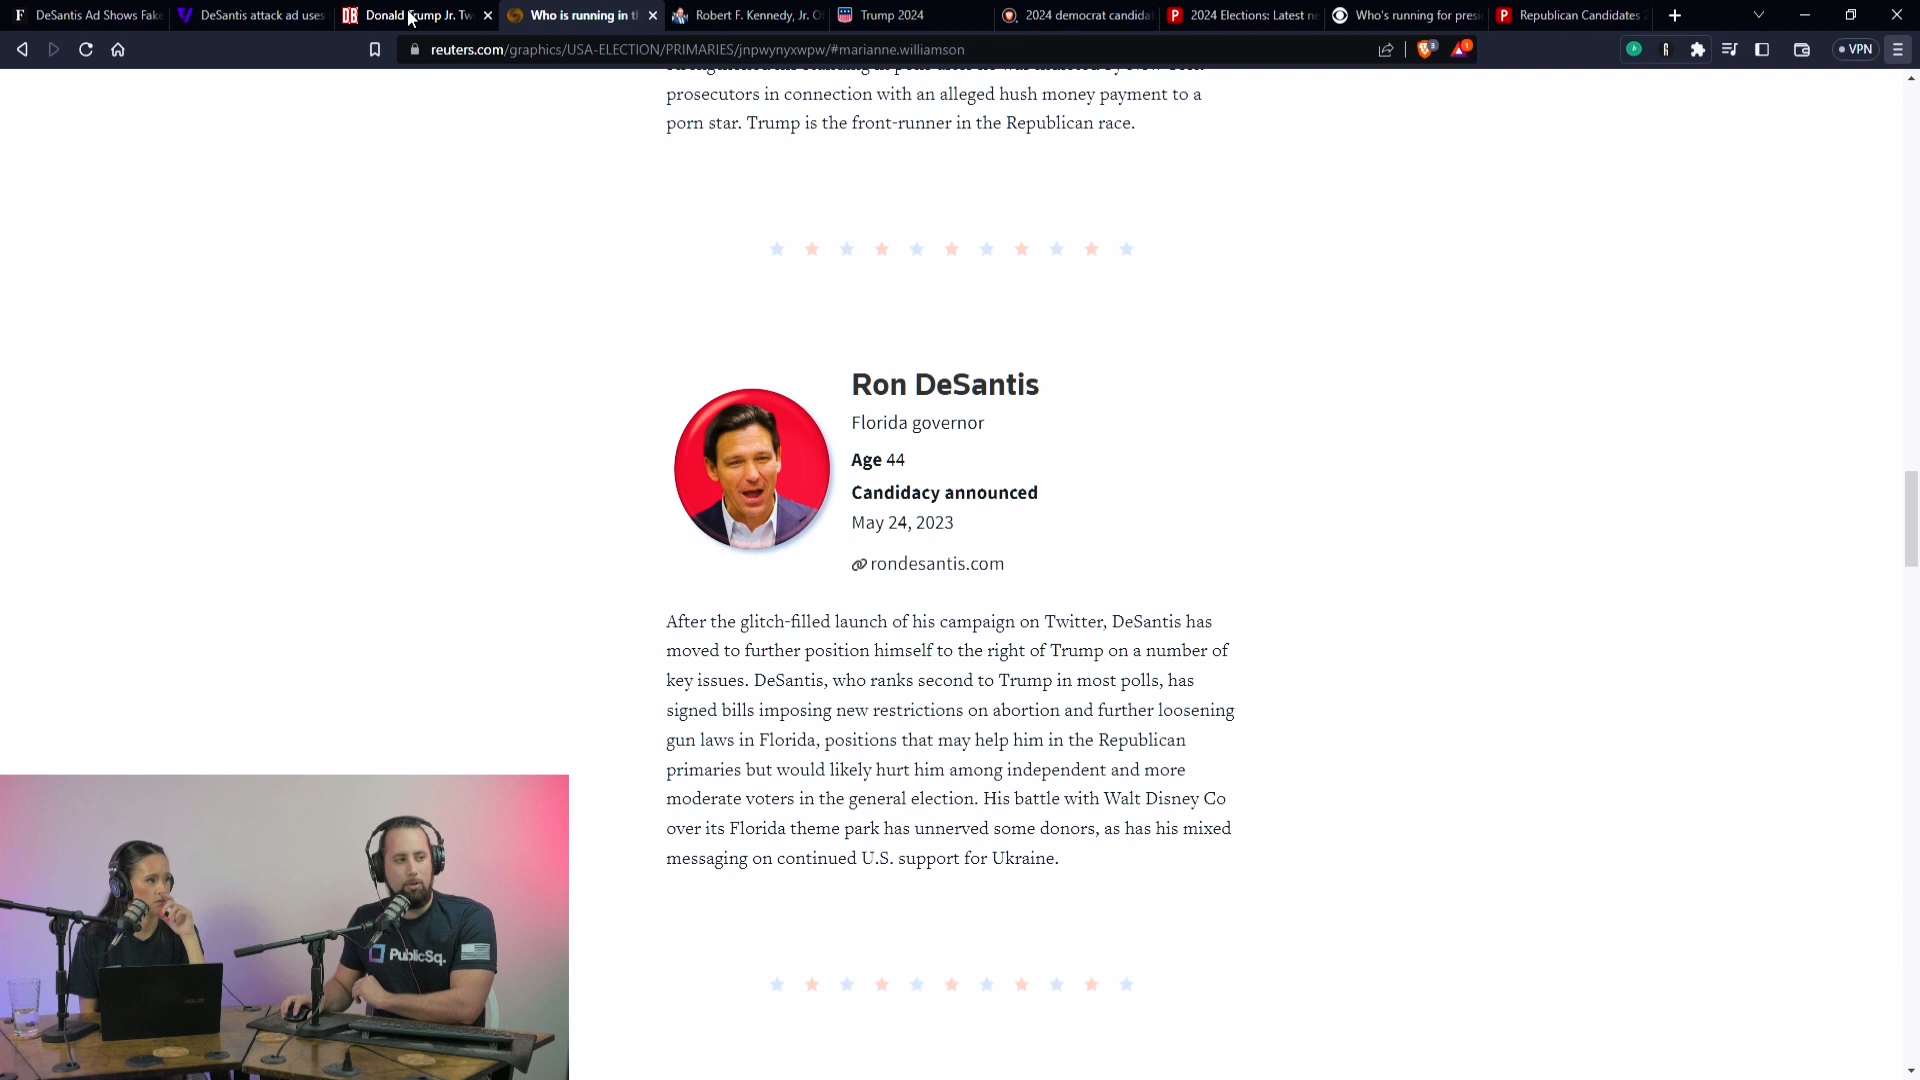 DeSantis Ad Shows Fake
DeSantis attack ad uses
DB Donald Trump Jr. Tw
Who is running in t
Robert F. Kennedy, Jr. O
Trump 2024
2024 democrat candidat
2024 Elections: Latest ne
Who's running for presi
Republican Candidates 2
reuters.com/graphics/USA-ELECTION/PRIMARIES/jnpwynyxwpw/#marianne.williamson
VPN
prosecutors in connection with an alleged hush money payment to a
porn star. Trump is the front-runner in the Republican race.
Ron DeSantis
Florida governor
Age 44
Candidacy announced
May 24, 2023
rondesantis.com
After the glitch-filled launch of his campaign on Twitter, DeSantis has
moved to further position himself to the right of Trump on a number of
key issues. DeSantis, who ranks second to Trump in most polls, has
signed bills imposing new restrictions on abortion and further loosening
gun laws in Florida, positions that may help him in the Republican
primaries but would likely hurt him among independent and more
moderate voters in the general election. His battle with Walt Disney Co
over its Florida theme park has unnerved some donors, as has his mixed
messaging on continued U.S. support for Ukraine.
PublicSq.